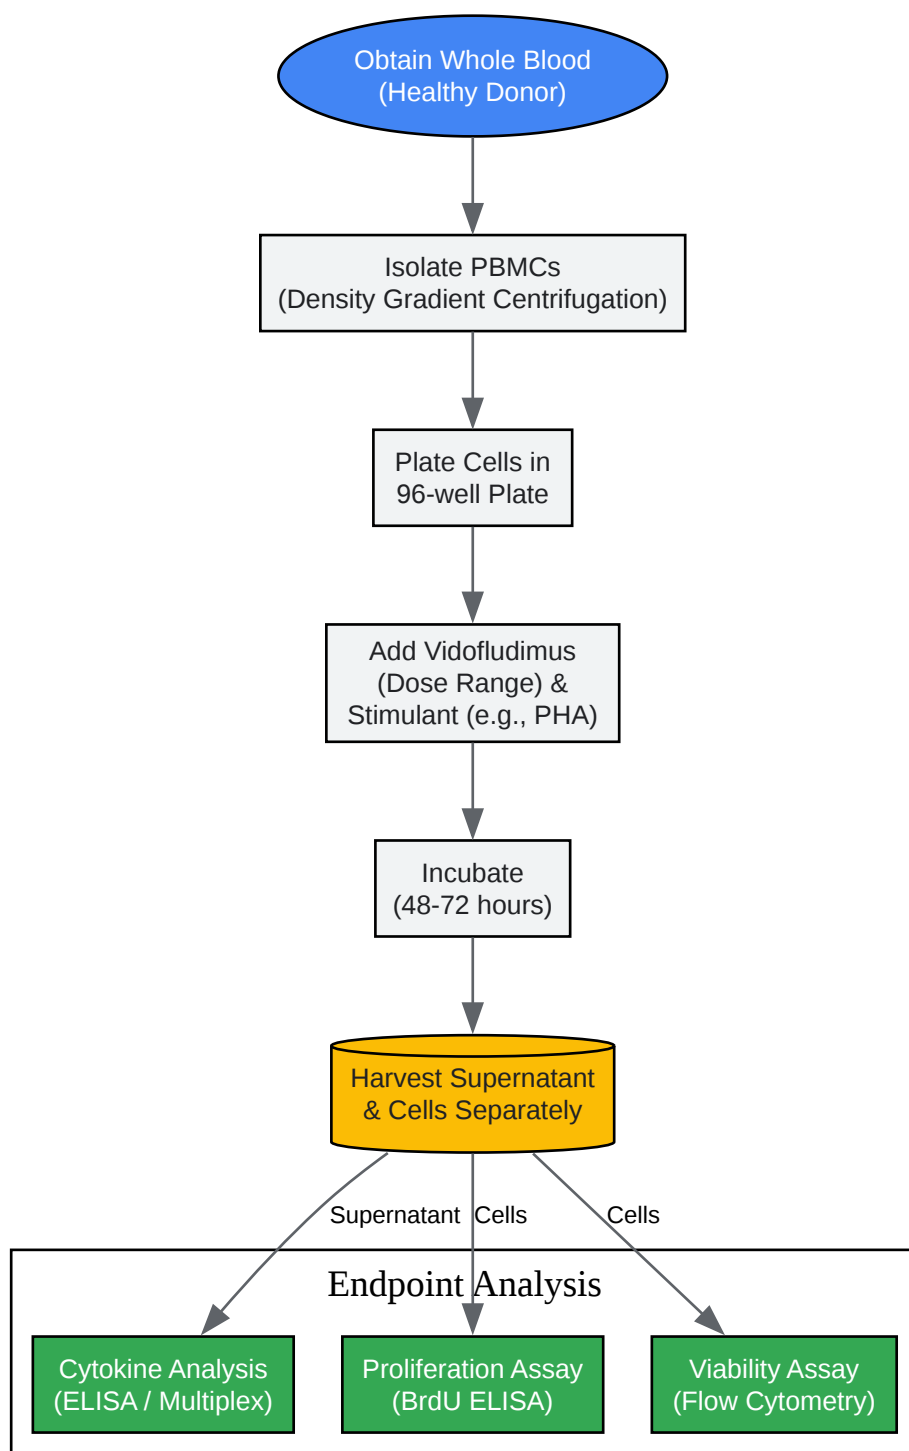 Obtain Whole Blood
(Healthy Donor)
Isolate PBMCs
(Density Gradient Centrifugation)
Plate Cells in
96-well Plate
Add Vidofludimus
(Dose Range) &
Stimulant (e.g., PHA)
Incubate
(48-72 hours)
Harvest Supernatant
& Cells Separately
Supernatant
Cells
Cells
Endpoint Analysis
Cytokine Analysis
(ELISA / Multiplex)
Proliferation Assay
(BrdU ELISA)
Viability Assay
(Flow Cytometry)